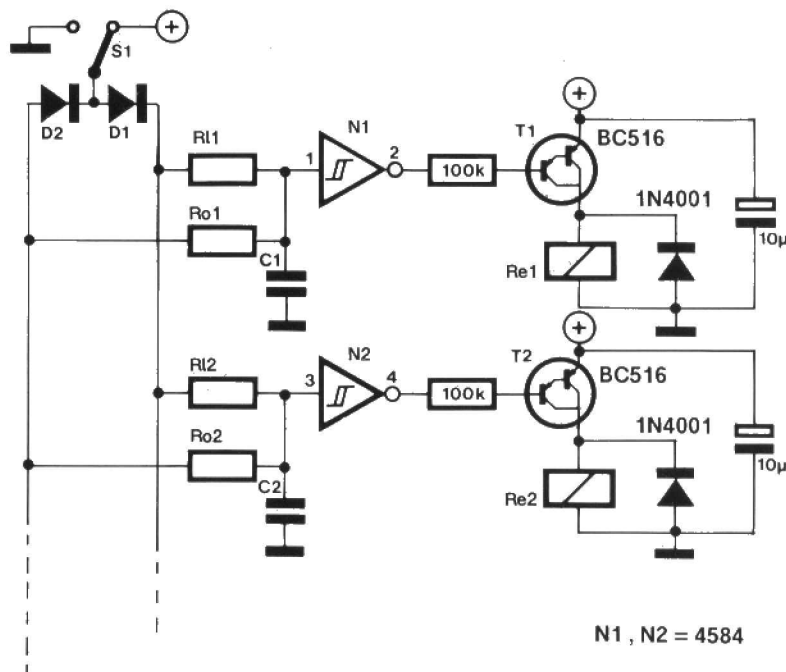 +
S1
D2
D1
Rl1
1
N1
2
100k
T1
+
BC516
1N4001
10µ
Ro1
C1
Re1
Rl2
3
N2
4
100k
T2
+
BC516
1N4001
10µ
Ro2
C2
Re2
N1 , N2 = 4584